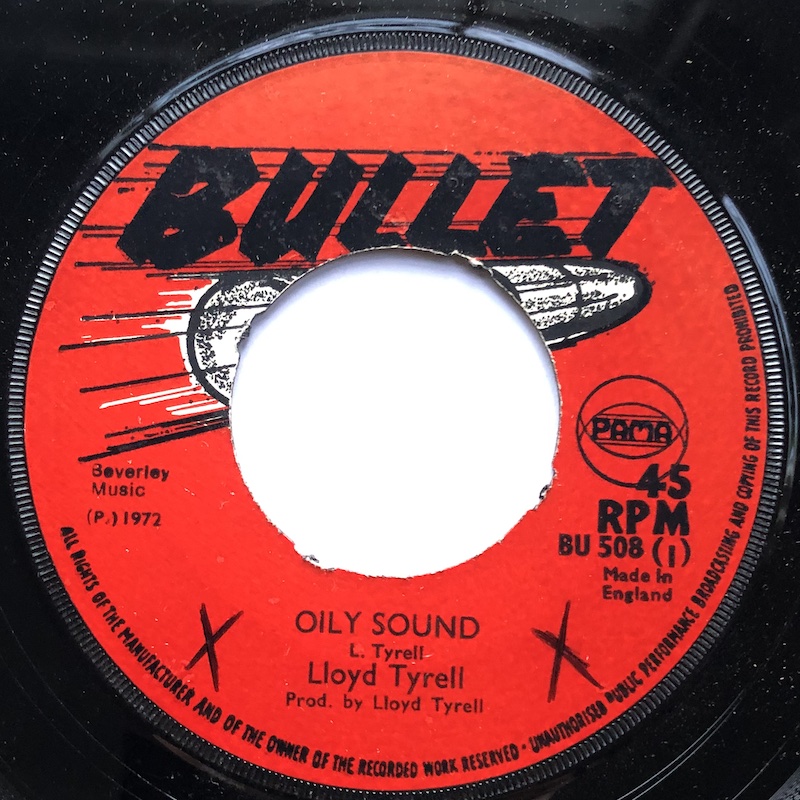 BULLET
PAMA
45
RPM
BU 508 (1)
Made in
England
Beverley
Music
(P.) 1972
OILY SOUND
L. Tyrell
Lloyd Tyrell
Prod. by Lloyd Tyrell
X X
ALL RIGHTS OF THE MANUFACTURER AND OF THE OWNER OF THE RECORDED WORK RESERVED · UNAUTHORISED PUBLIC PERFORMANCE BROADCASTING AND COPYING OF THIS RECORD PROHIBITED